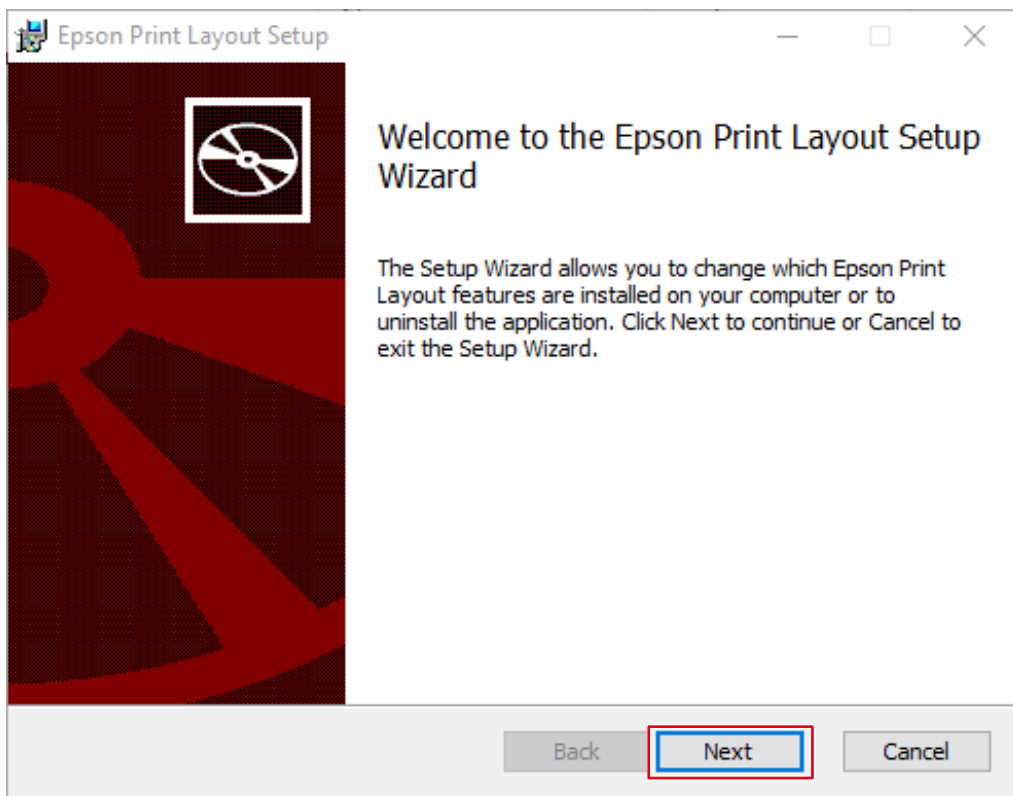 Epson Print Layout Setup
Welcome to the Epson Print Layout Setup
Wizard
The Setup Wizard allows you to change which Epson Print
Layout features are installed on your computer or to
uninstall the application. Click Next to continue or Cancel to
exit the Setup Wizard.
Back Next Cancel